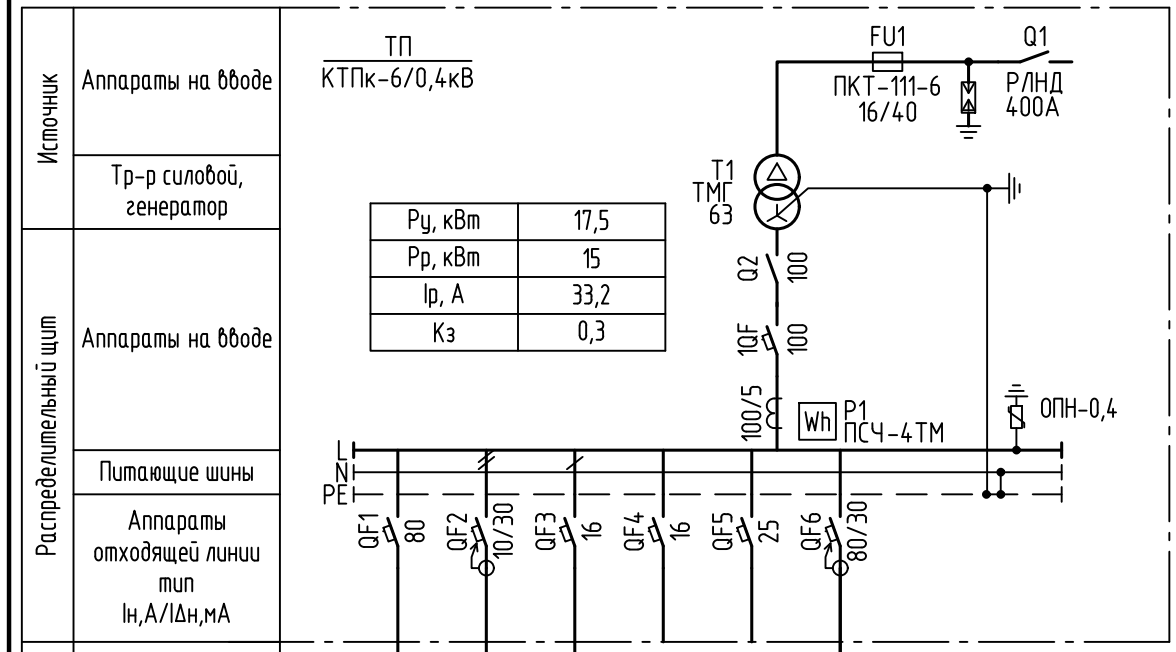 Источник
Аппараты на вводе
Тр-р силовой,
генератор
Распределительный щит
Аппараты на вводе
Питающие шины
Аппараты
отходящей линии
тип
Iн,А/IΔн,мА
ТП
КТПк-6/0,4кВ
Ру, кВт 17,5
Рр, кВт 15
Iр, А 33,2
Кз 0,3
FU1
ПКТ-111-6
16/40
Q1
РЛНД
400А
Т1
ТМГ
63
Q2 100
1QF 100
100/5
Wh
P1
ПСЧ-4ТМ
ОПН-0,4
L
N
PE
QF1 80
QF2 10/30
QF3 16
QF4 16
QF5 25
QF6 80/30